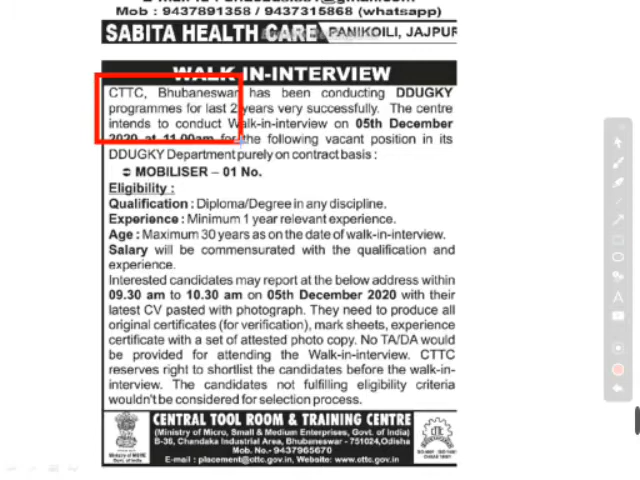 Mob : 9437891358 / 9437315868 (whatsapp)
SABITA HEALTH CARE PANIKOILI, JAJPUR
WALK-IN-INTERVIEW
CTTC, Bhubaneswar has been conducting DDUGKY
programmes for last 2 years very successfully. The centre
intends to conduct Walk-in-interview on 05th December
2020 at 11.00am for the following vacant position in its
DDUGKY Department purely on contract basis :
➲ MOBILISER – 01 No.
Eligibility :
Qualification : Diploma/Degree in any discipline.
Experience : Minimum 1 year relevant experience.
Age : Maximum 30 years as on the date of walk-in-interview.
Salary will be commensurated with the qualification and
experience.
Interested candidates may report at the below address within
09.30 am to 10.30 am on 05th December 2020 with their
latest CV pasted with photograph. They need to produce all
original certificates (for verification), mark sheets, experience
certificate with a set of attested photo copy. No TA/DA would
be provided for attending the Walk-in-interview. CTTC
reserves right to shortlist the candidates before the walk-in-
interview. The candidates not fulfilling eligibility criteria
wouldn't be considered for selection process.
CENTRAL TOOL ROOM & TRAINING CENTRE
(Ministry of Micro, Small & Medium Enterprises, Govt. of India)
B-36, Chandaka Industrial Area, Bhubaneswar - 751024,Odisha
Mob. No.- 9437965670
E-mail : placement@cttc.gov.in, Website: www.cttc.gov.in